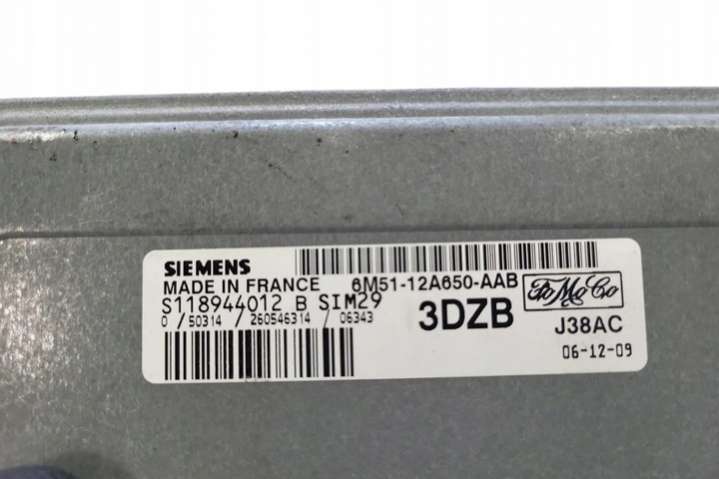 SIEMENS
MADE IN FRANCE 6M51-12A650-AAB
S118944012 B SIM29
0 / 50314 / 260546314 / 06343
3DZB
FoMoCo
J38AC
06-12-09